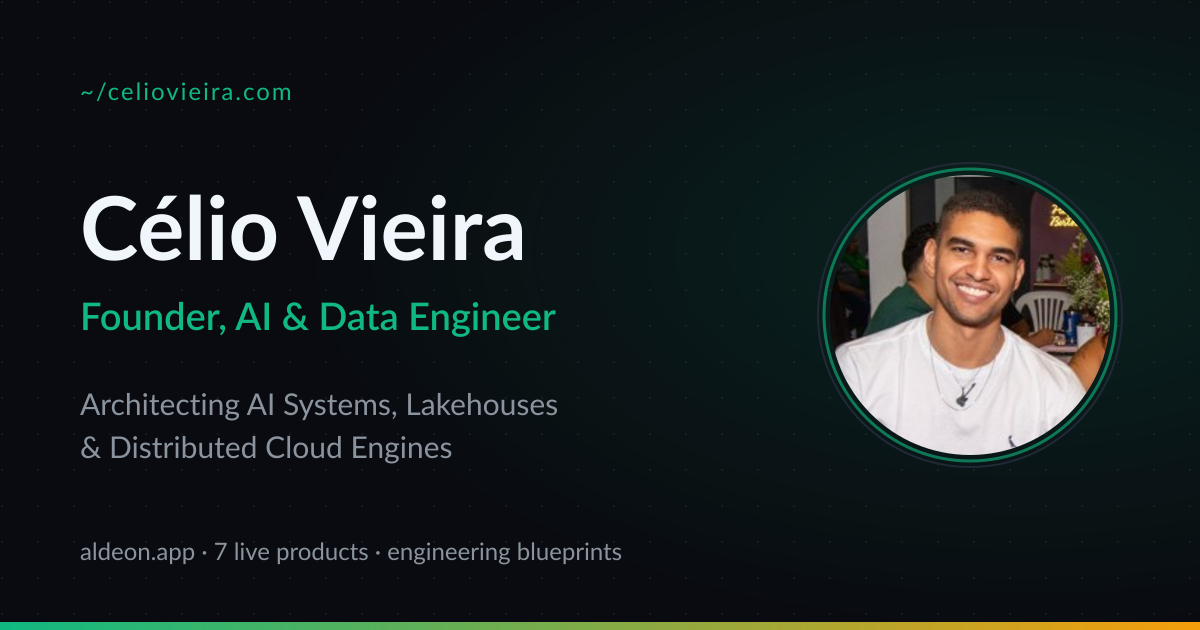 ~/celiovieira.com
Célio Vieira
Founder, AI & Data Engineer
Architecting AI Systems, Lakehouses
& Distributed Cloud Engines
aldeon.app · 7 live products · engineering blueprints